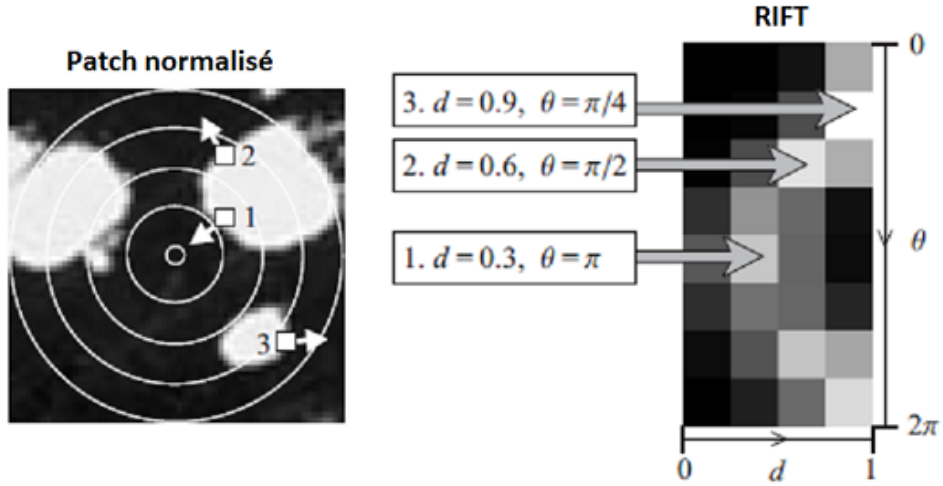 RIFT
Patch normalisé
0
3. d = 0.9, θ = π/4
2
2. d = 0.6, θ = π/2
1
1. d = 0.3, θ = π
θ
3
2π
0
d
1